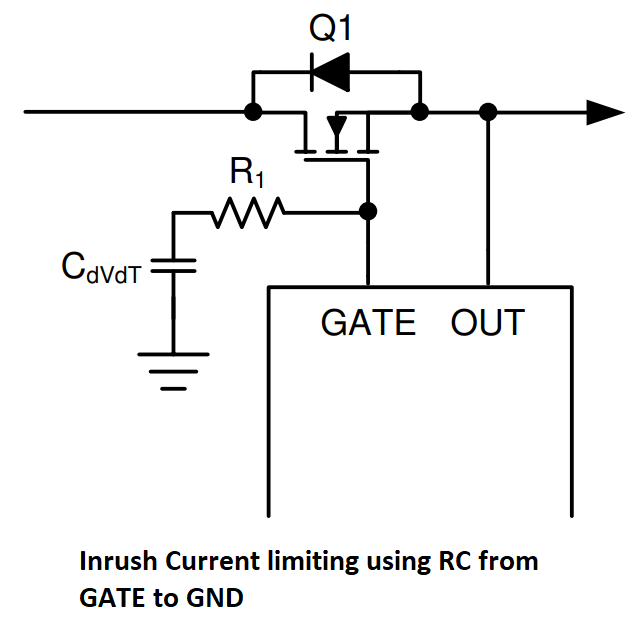 Q1
R1
CdVdT
GATE OUT
Inrush Current limiting using RC from
GATE to GND